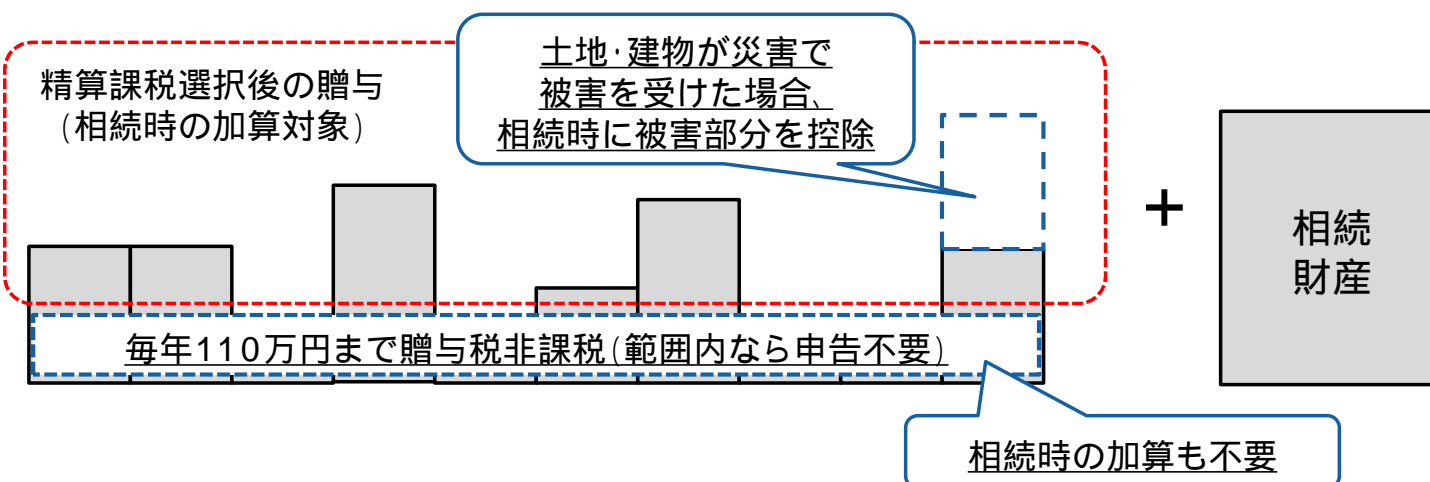 土地・建物が災害で
被害を受けた場合、
相続時に被害部分を控除
精算課税選択後の贈与
(相続時の加算対象)
+
相続
財産
毎年110万円まで贈与税非課税(範囲内なら申告不要)
相続時の加算も不要